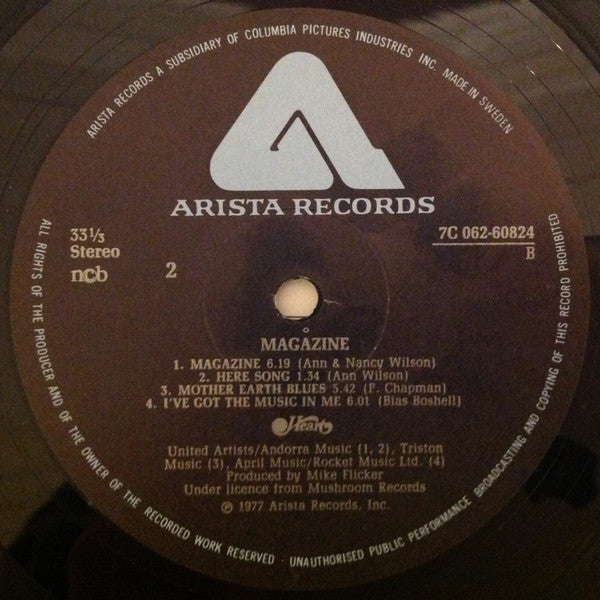 ARISTA RECORDS A SUBSIDIARY OF COLUMBIA PICTURES INDUSTRIES INC. MADE IN SWEDEN
ARISTA RECORDS
33 1/3
Stereo
ncb
2
7C 062-60824
B
MAGAZINE
1. MAGAZINE 6.19 (Ann & Nancy Wilson)
2. HERE SONG 1.34 (Ann Wilson)
3. MOTHER EARTH BLUES 5.42 (P. Chapman)
4. I'VE GOT THE MUSIC IN ME 6.01 (Bias Boshell)
Heart
United Artists/Andorra Music (1, 2), Triston
Music (3), April Music/Rocket Music Ltd. (4)
Produced by Mike Flicker
Under licence from Mushroom Records
℗ 1977 Arista Records, Inc.
ALL RIGHTS OF THE PRODUCER AND OF THE OWNER OF THE RECORDED WORK RESERVED · UNAUTHORISED PUBLIC PERFORMANCE BROADCASTING AND COPYING OF THIS RECORD PROHIBITED